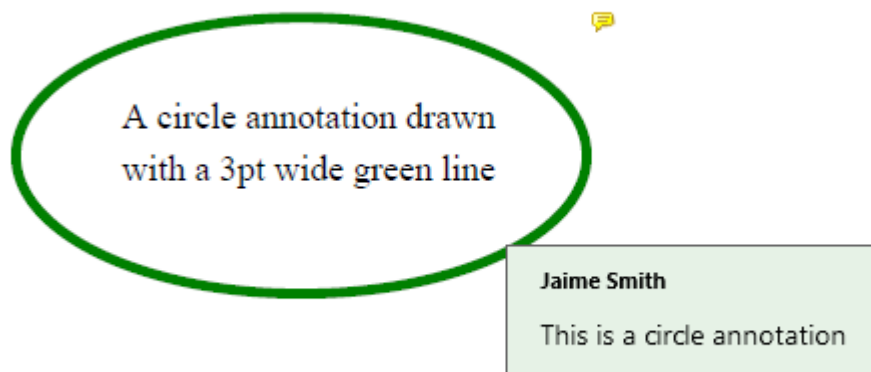 A circle annotation drawn
with a 3pt wide green line
Jaime Smith
This is a circle annotation